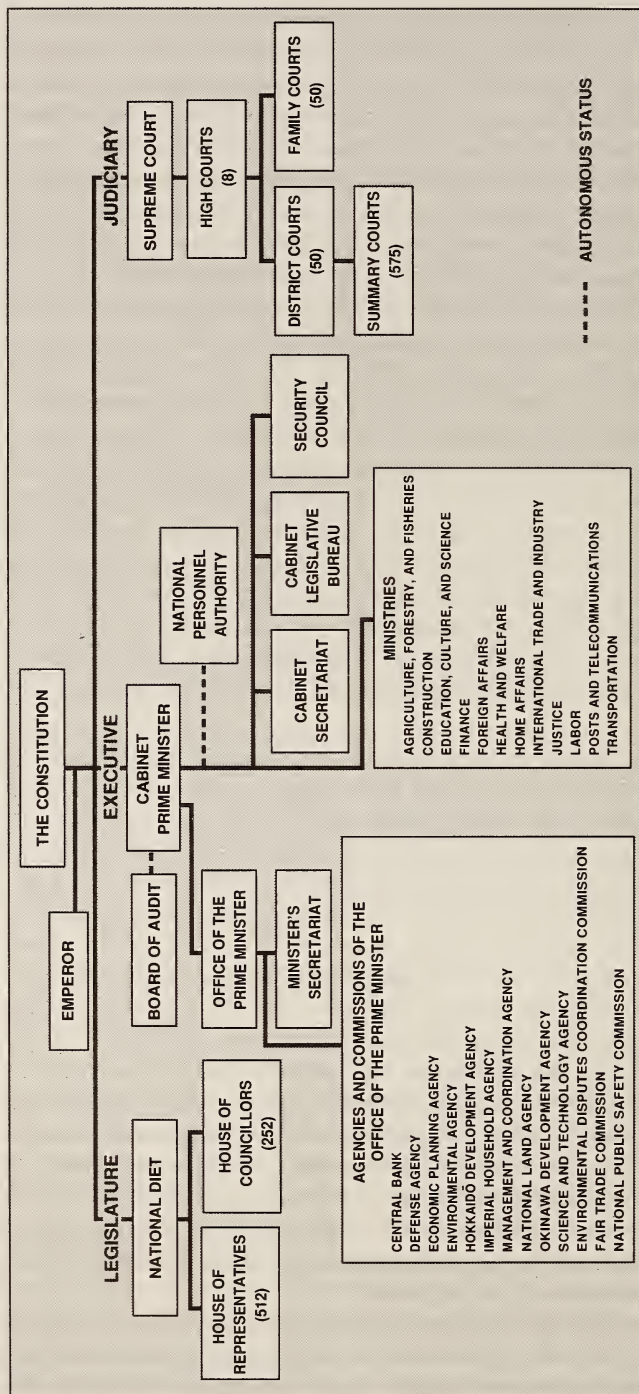 THE CONSTITUTION
EMPEROR
LEGISLATURE
NATIONAL DIET
HOUSE OF
REPRESENTATIVES
(512)
HOUSE OF
COUNCILLORS
(252)
EXECUTIVE
CABINET
PRIME MINISTER
BOARD OF AUDIT
NATIONAL
PERSONNEL
AUTHORITY
OFFICE OF THE
PRIME MINISTER
MINISTER'S
SECRETARIAT
AGENCIES AND COMMISSIONS OF THE
OFFICE OF THE PRIME MINISTER
CENTRAL BANK
DEFENSE AGENCY
ECONOMIC PLANNING AGENCY
ENVIRONMENTAL AGENCY
HOKKAIDŌ DEVELOPMENT AGENCY
IMPERIAL HOUSEHOLD AGENCY
MANAGEMENT AND COORDINATION AGENCY
NATIONAL LAND AGENCY
OKINAWA DEVELOPMENT AGENCY
SCIENCE AND TECHNOLOGY AGENCY
ENVIRONMENTAL DISPUTES COORDINATION COMMISSION
FAIR TRADE COMMISSION
NATIONAL PUBLIC SAFETY COMMISSION
CABINET
SECRETARIAT
CABINET
LEGISLATIVE
BUREAU
SECURITY
COUNCIL
MINISTRIES
AGRICULTURE, FORESTRY, AND FISHERIES
CONSTRUCTION
EDUCATION, CULTURE, AND SCIENCE
FINANCE
FOREIGN AFFAIRS
HEALTH AND WELFARE
HOME AFFAIRS
INTERNATIONAL TRADE AND INDUSTRY
JUSTICE
LABOR
POSTS AND TELECOMMUNICATIONS
TRANSPORTATION
JUDICIARY
SUPREME COURT
HIGH COURTS
(8)
DISTRICT COURTS
(50)
FAMILY COURTS
(50)
SUMMARY COURTS
(575)
AUTONOMOUS STATUS